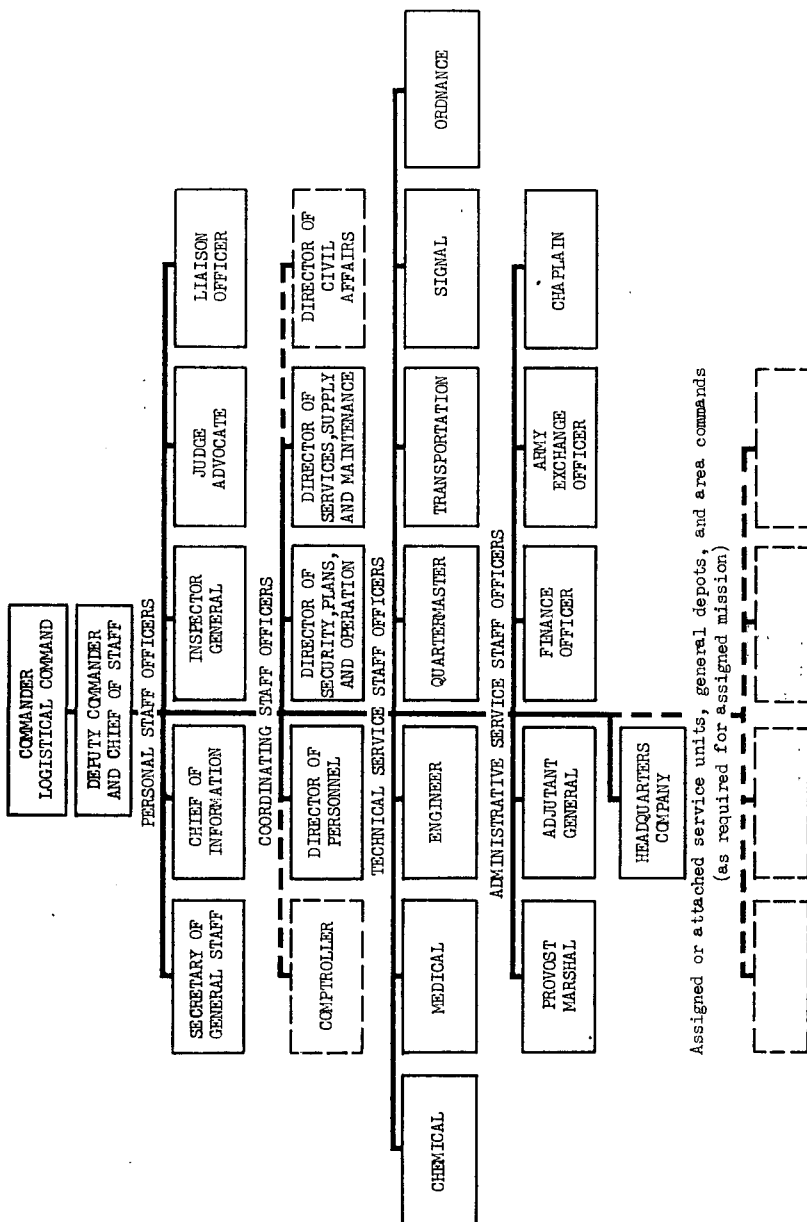 COMMANDER
LOGISTICAL COMMAND
DEPUTY COMMANDER
AND CHIEF OF STAFF
PERSONAL STAFF OFFICERS
SECRETARY OF
GENERAL STAFF
CHIEF OF
INFORMATION
INSPECTOR
GENERAL
JUDGE
ADVOCATE
LIAISON
OFFICER
COORDINATING STAFF OFFICERS
COMPTROLLER
DIRECTOR OF
PERSONNEL
DIRECTOR OF
SECURITY,PLANS,
AND OPERATION
DIRECTOR OF
SERVICES,SUPPLY
AND MAINTENANCE
DIRECTOR OF
CIVIL
AFFAIRS
TECHNICAL SERVICE STAFF OFFICERS
CHEMICAL
MEDICAL
ENGINEER
QUARTERMASTER
TRANSPORTATION
SIGNAL
ORDNANCE
ADMINISTRATIVE SERVICE STAFF OFFICERS
PROVOST
MARSHAL
ADJUTANT
GENERAL
FINANCE
OFFICER
ARMY
EXCHANGE
OFFICER
CHAPLAIN
HEADQUARTERS
COMPANY
Assigned or attached service units, general depots, and area commands
(as required for assigned mission)